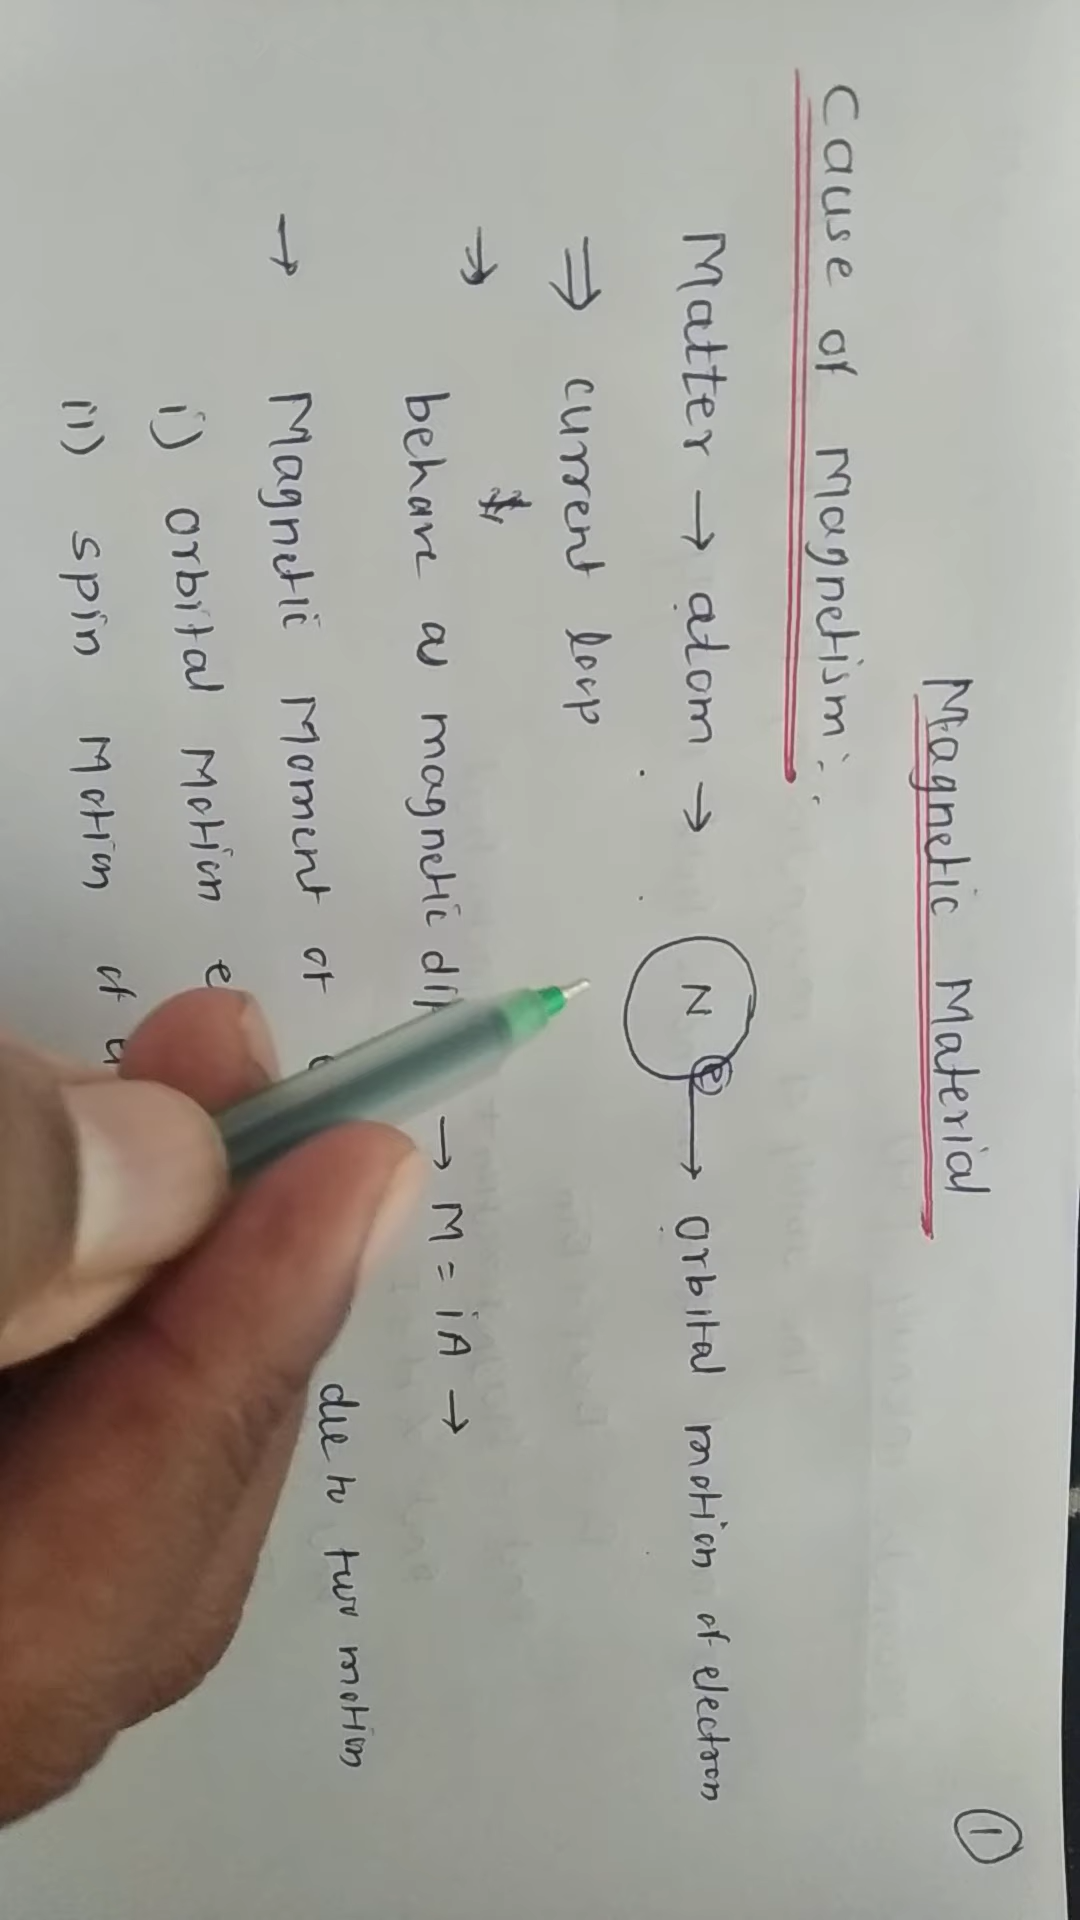 ①
Magnetic Material
Cause of Magnetism:
Matter → atom → N e → orbital motion of electron
⇒ current loop
→ behave as magnetic → M = iA →
→ Magnetic Moment of due to two motion
i) orbital Motion
ii) spin Motion of